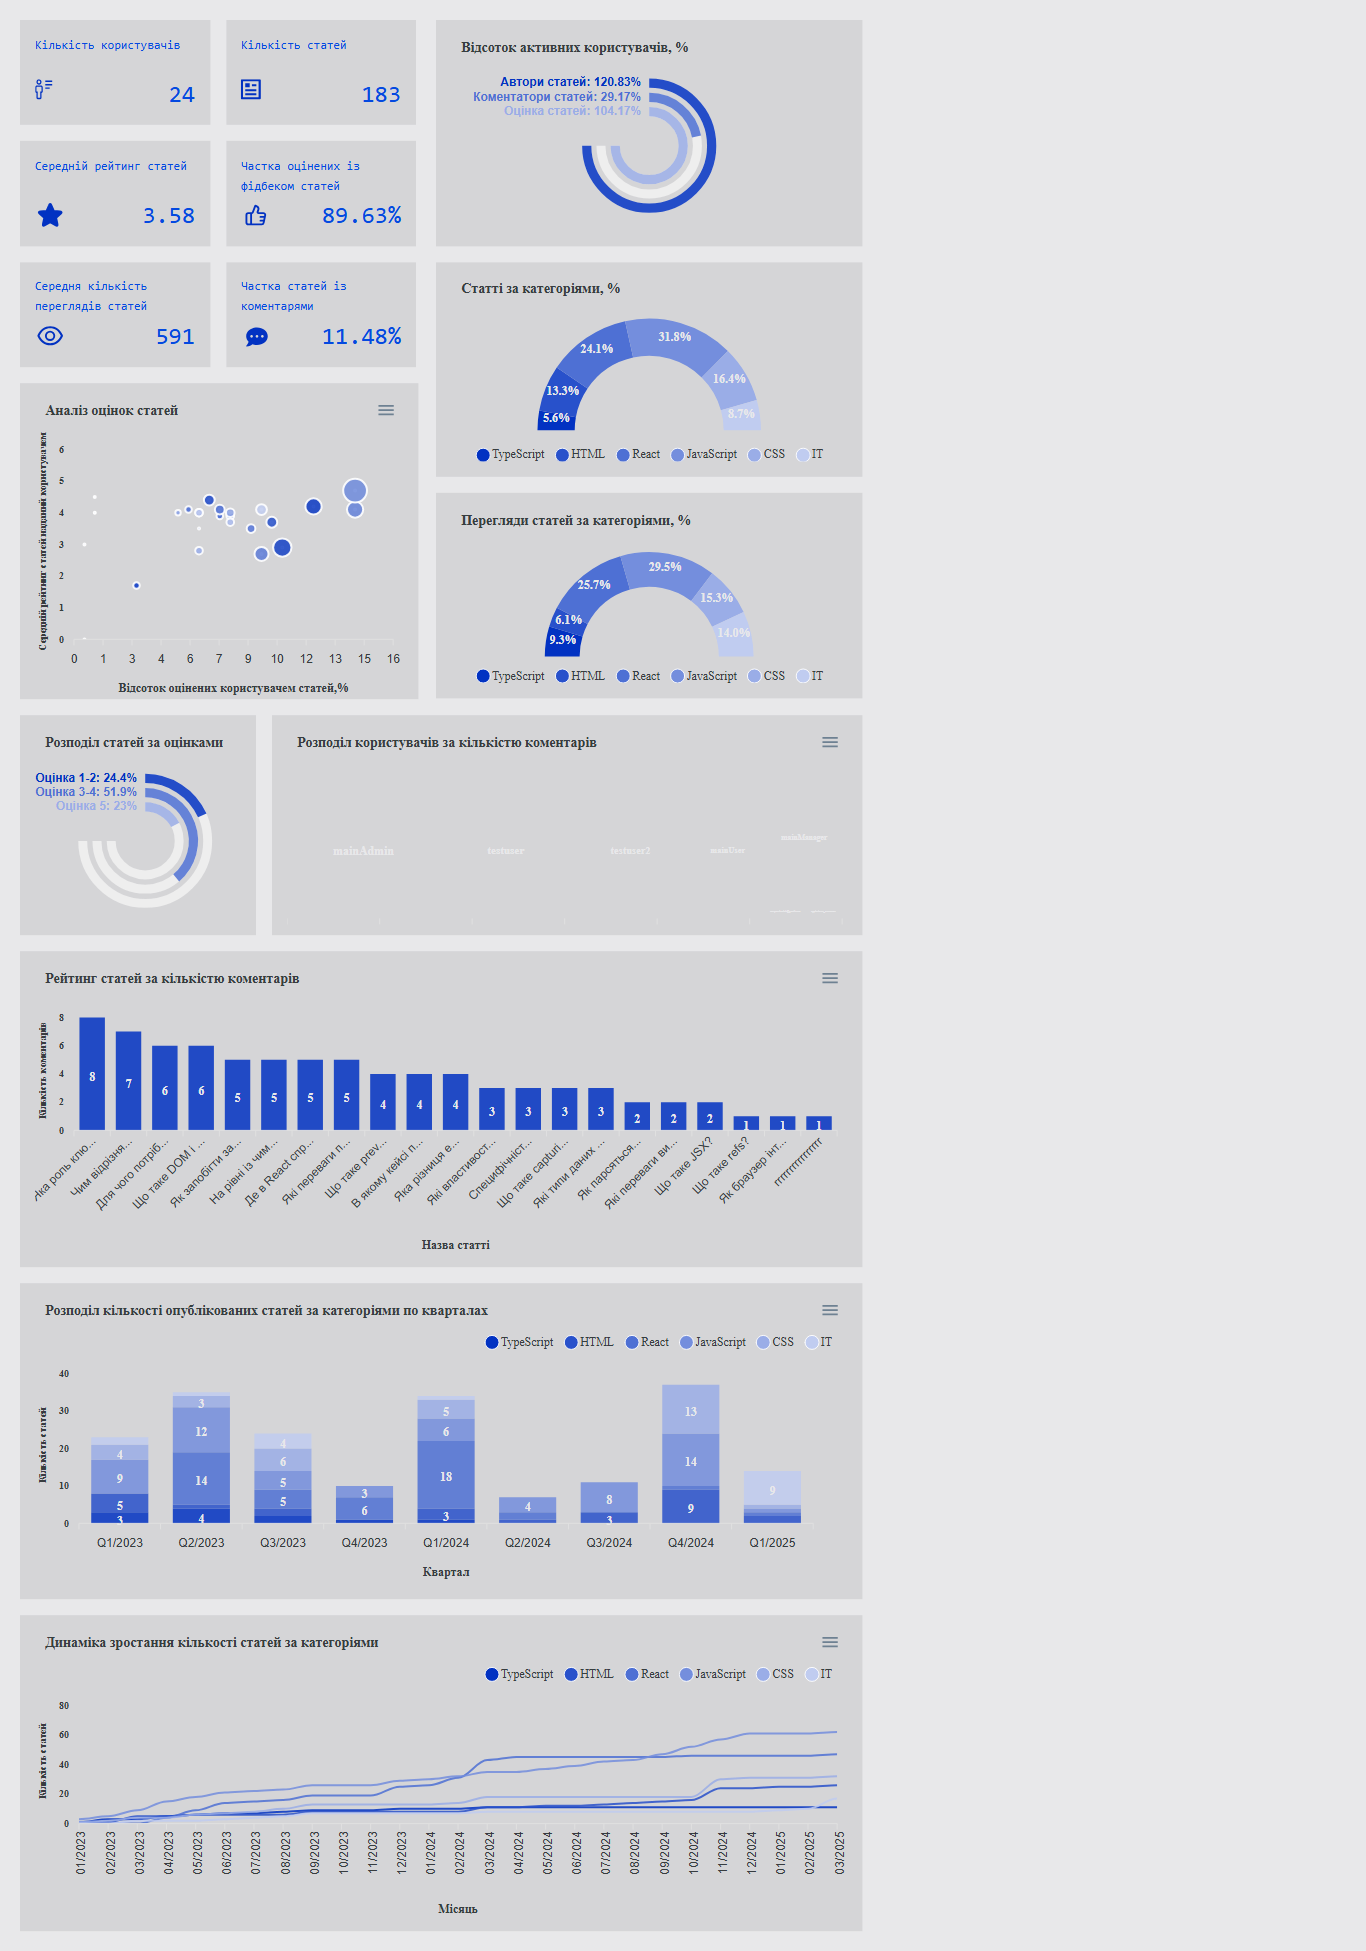 Кількість користувачів
24
Кількість статей
183
Середній рейтинг статей
3.58
Частка оцінених із
фідбеком статей
89.63%
Середня кількість
переглядів статей
591
Частка статей із
коментарями
11.48%
Відсоток активних користувачів, %
Автори статей: 120.83%
Коментатори статей: 29.17%
Оцінка статей: 104.17%
Статті за категоріями, %
31.8%
24.1%
16.4%
13.3%
8.7%
5.6%
TypeScript HTML React JavaScript CSS IT
Аналіз оцінок статей
Середній рейтинг статей наданий користувачем
6
5
4
3
2
1
0
0 1 3 4 6 7 9 10 12 13 15 16
Відсоток оцінених користувачем статей,%
Перегляди статей за категоріями, %
29.5%
25.7%
15.3%
6.1%
14.0%
9.3%
TypeScript HTML React JavaScript CSS IT
Розподіл статей за оцінками
Оцінка 1-2: 24.4%
Оцінка 3-4: 51.9%
Оцінка 5: 23%
Розподіл користувачів за кількістю коментарів
mainAdmin
testuser
testuser2
mainUser
mainManager
Рейтинг статей за кількістю коментарів
Кількість коментарів
8
6
4
2
0
8 7 6 6 5 5 5 5 4 4 4 3 3 3 3 2 2 2 1 1 1
Яка роль клю...
Чим відрізня...
Для чого потріб...
Що таке DOM і ...
Як запобігти за...
На рівні із чим...
Де в React спр...
Які переваги п...
Що таке prev...
В якому кейсі п...
Яка різниця е...
Які властивост...
Специфічніст...
Що таке capturi...
Які типи даних ...
Як парсяться...
Які переваги ви...
Що таке JSX?
Що таке refs?
Як браузер інт...
rrrrrrrrrrrrrr
Назва статті
Розподіл кількості опублікованих статей за категоріями по кварталах
TypeScript HTML React JavaScript CSS IT
Кількість статей
40
30
20
10
0
4
9
5
3
3
12
14
4
4
6
5
5
3
6
5
6
18
3
4
8
3
13
14
9
9
Q1/2023 Q2/2023 Q3/2023 Q4/2023 Q1/2024 Q2/2024 Q3/2024 Q4/2024 Q1/2025
Квартал
Динаміка зростання кількості статей за категоріями
TypeScript HTML React JavaScript CSS IT
Кількість статей
80
60
40
20
0
01/2023 02/2023 03/2023 04/2023 05/2023 06/2023 07/2023 08/2023 09/2023 10/2023 11/2023 12/2023 01/2024 02/2024 03/2024 04/2024 05/2024 06/2024 07/2024 08/2024 09/2024 10/2024 11/2024 12/2024 01/2025 02/2025 03/2025
Місяць